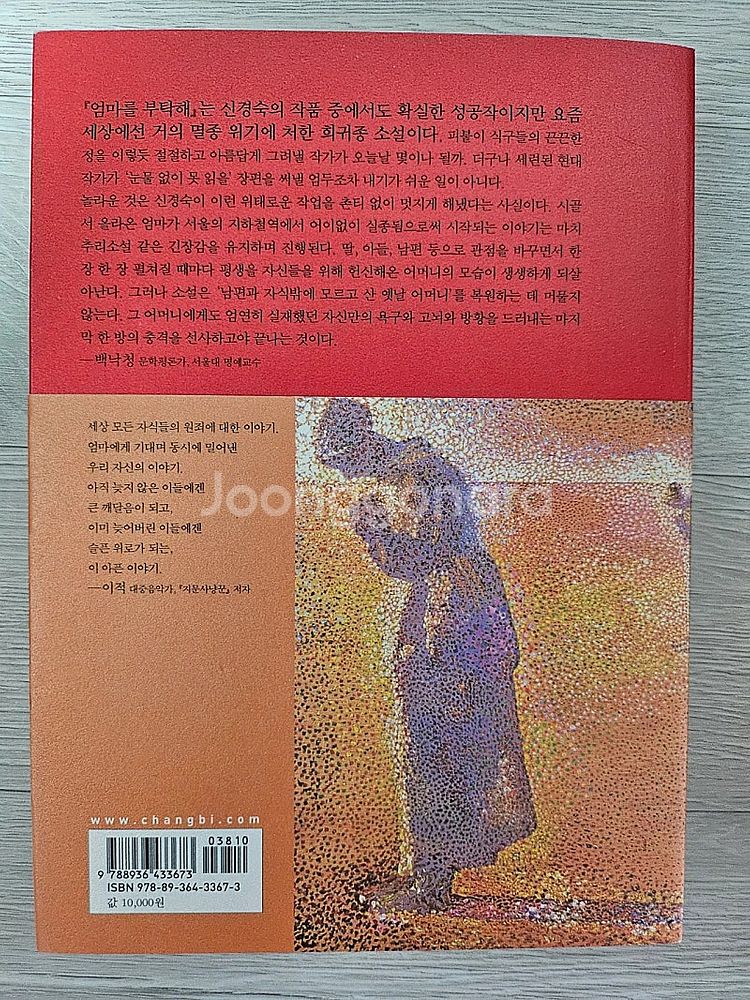 『엄마를 부탁해』는 신경숙의 작품 중에서도 확실한 성공작이지만 요즘
세상에선 거의 멸종 위기에 처한 희귀종 소설이다. 피붙이 식구들의 끈끈한
정을 이렇듯 절절하고 아름답게 그려낼 작가가 오늘날 몇이나 될까. 더구나 세련된 현대
작가가 '눈물 없이 못 읽을' 장편을 써낼 엄두조차 내기가 쉬운 일이 아니다.
놀라운 것은 신경숙이 이런 위태로운 작업을 촌티 없이 멋지게 해냈다는 사실이다. 시골
서 올라온 엄마가 서울의 지하철역에서 어이없이 실종됨으로써 시작되는 이야기는 마치
추리소설 같은 긴장감을 유지하며 진행된다. 딸, 아들, 남편 등으로 관점을 바꾸면서 한
장 한 장 펼쳐질 때마다 평생을 자신들을 위해 헌신해온 어머니의 모습이 생생하게 되살
아난다. 그러나 소설은 '남편과 자식밖에 모르고 산 옛날 어머니'를 복원하는 데 머물지
않는다. 그 어머니에게도 엄연히 실재했던 자신만의 욕구와 고뇌와 방황을 드러내는 마지
막 한 방의 충격을 선사하고야 끝나는 것이다.
—백낙청 문학평론가, 서울대 명예교수
세상 모든 자식들의 원죄에 대한 이야기.
엄마에게 기대며 동시에 밀어낸
우리 자신의 이야기.
아직 늦지 않은 이들에겐
큰 깨달음이 되고,
이미 늦어버린 이들에겐
슬픈 위로가 되는,
이 아픈 이야기.
—이적 대중음악가, 『지문사냥꾼』 저자
Joonggonara
www.changbi.com
03810
9 788936 433673
ISBN 978-89-364-3367-3
값 10,000원